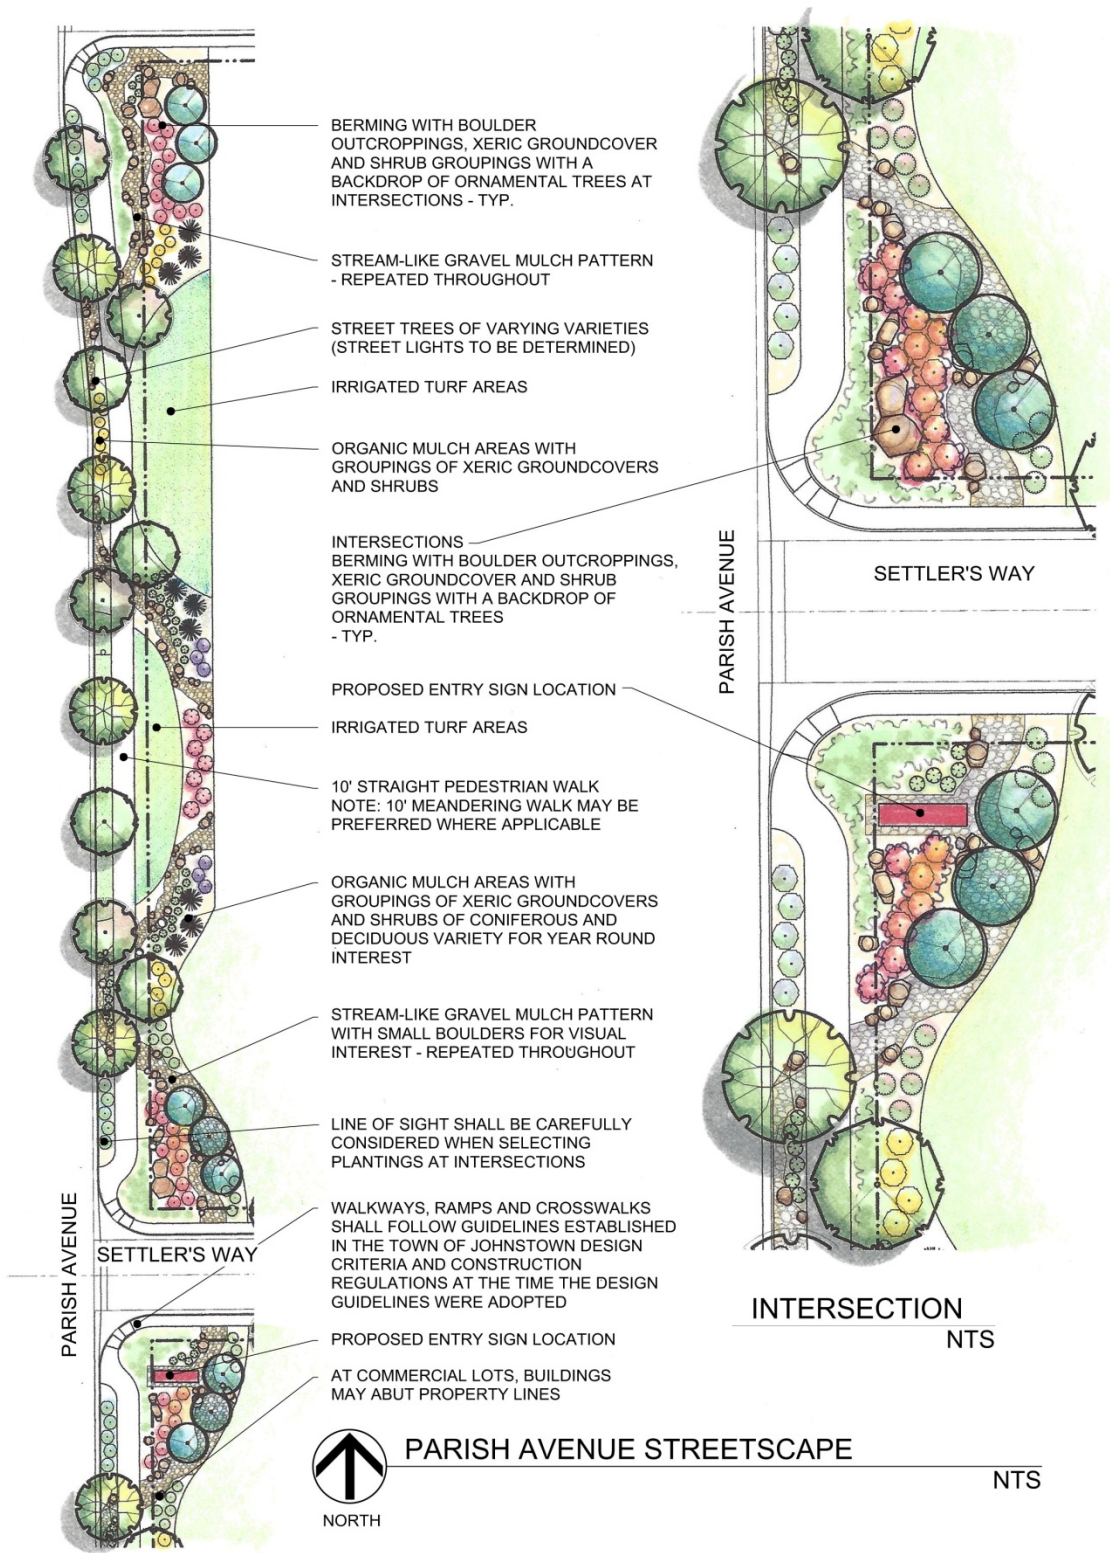 BERMING WITH BOULDER
OUTCROPPINGS, XERIC GROUNDCOVER
AND SHRUB GROUPINGS WITH A
BACKDROP OF ORNAMENTAL TREES AT
INTERSECTIONS - TYP.
STREAM-LIKE GRAVEL MULCH PATTERN
- REPEATED THROUGHOUT
STREET TREES OF VARYING VARIETIES
(STREET LIGHTS TO BE DETERMINED)
IRRIGATED TURF AREAS
ORGANIC MULCH AREAS WITH
GROUPINGS OF XERIC GROUNDCOVERS
AND SHRUBS
INTERSECTIONS
BERMING WITH BOULDER OUTCROPPINGS,
XERIC GROUNDCOVER AND SHRUB
GROUPINGS WITH A BACKDROP OF
ORNAMENTAL TREES
- TYP.
PROPOSED ENTRY SIGN LOCATION
IRRIGATED TURF AREAS
10' STRAIGHT PEDESTRIAN WALK
NOTE: 10' MEANDERING WALK MAY BE
PREFERRED WHERE APPLICABLE
ORGANIC MULCH AREAS WITH
GROUPINGS OF XERIC GROUNDCOVERS
AND SHRUBS OF CONIFEROUS AND
DECIDUOUS VARIETY FOR YEAR ROUND
INTEREST
STREAM-LIKE GRAVEL MULCH PATTERN
WITH SMALL BOULDERS FOR VISUAL
INTEREST - REPEATED THROUGHOUT
LINE OF SIGHT SHALL BE CAREFULLY
CONSIDERED WHEN SELECTING
PLANTINGS AT INTERSECTIONS
WALKWAYS, RAMPS AND CROSSWALKS
SHALL FOLLOW GUIDELINES ESTABLISHED
IN THE TOWN OF JOHNSTOWN DESIGN
CRITERIA AND CONSTRUCTION
REGULATIONS AT THE TIME THE DESIGN
GUIDELINES WERE ADOPTED
PROPOSED ENTRY SIGN LOCATION
AT COMMERCIAL LOTS, BUILDINGS
MAY ABUT PROPERTY LINES
PARISH AVENUE
SETTLER'S WAY
PARISH AVENUE
SETTLER'S WAY
INTERSECTION
NTS
PARISH AVENUE STREETSCAPE
NTS
NORTH